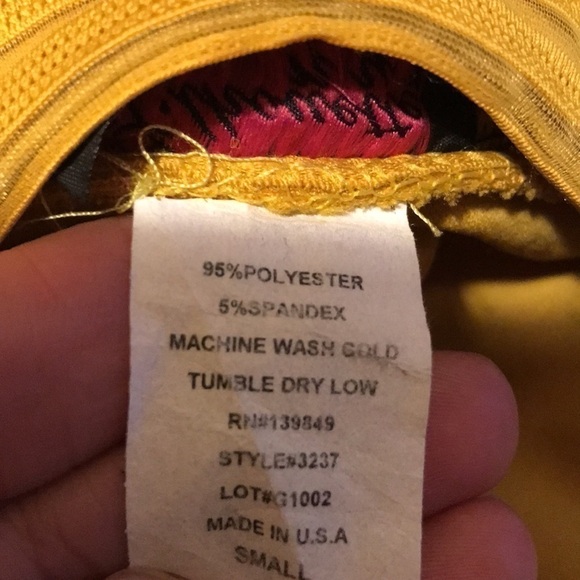 95%POLYESTER
5%SPANDEX
MACHINE WASH COLD
TUMBLE DRY LOW
RN#139849
STYLE#3237
LOT#G1002
MADE IN U.S.A
SMALL